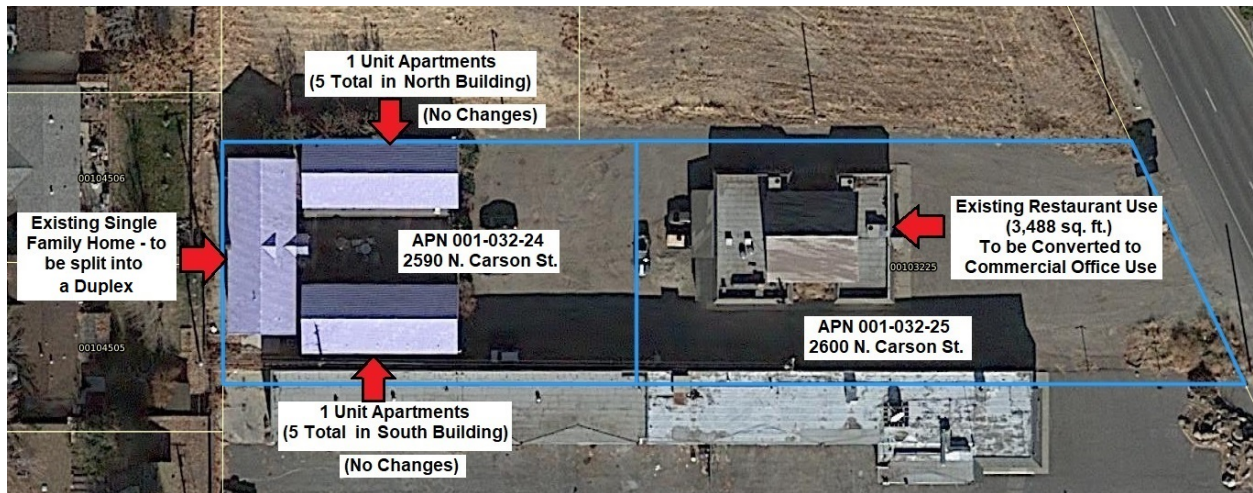 1 Unit Apartments
(5 Total in North Building)
(No Changes)
00104506
Existing Single
Family Home - to
be split into
a Duplex
APN 001-032-24
2590 N. Carson St.
Existing Restaurant Use
(3,488 sq. ft.)
To be Converted to
Commercial Office Use
00103225
00104505
APN 001-032-25
2600 N. Carson St.
1 Unit Apartments
(5 Total in South Building)
(No Changes)